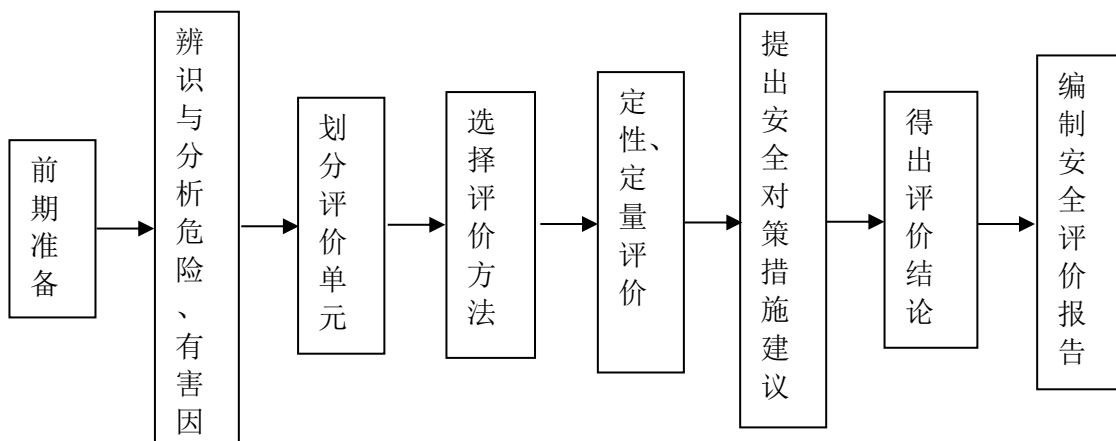 前期准备
辨识与分析危险、有害因
划分评价单元
选择评价方法
定性、定量评价
提出安全对策措施建议
得出评价结论
编制安全评价报告